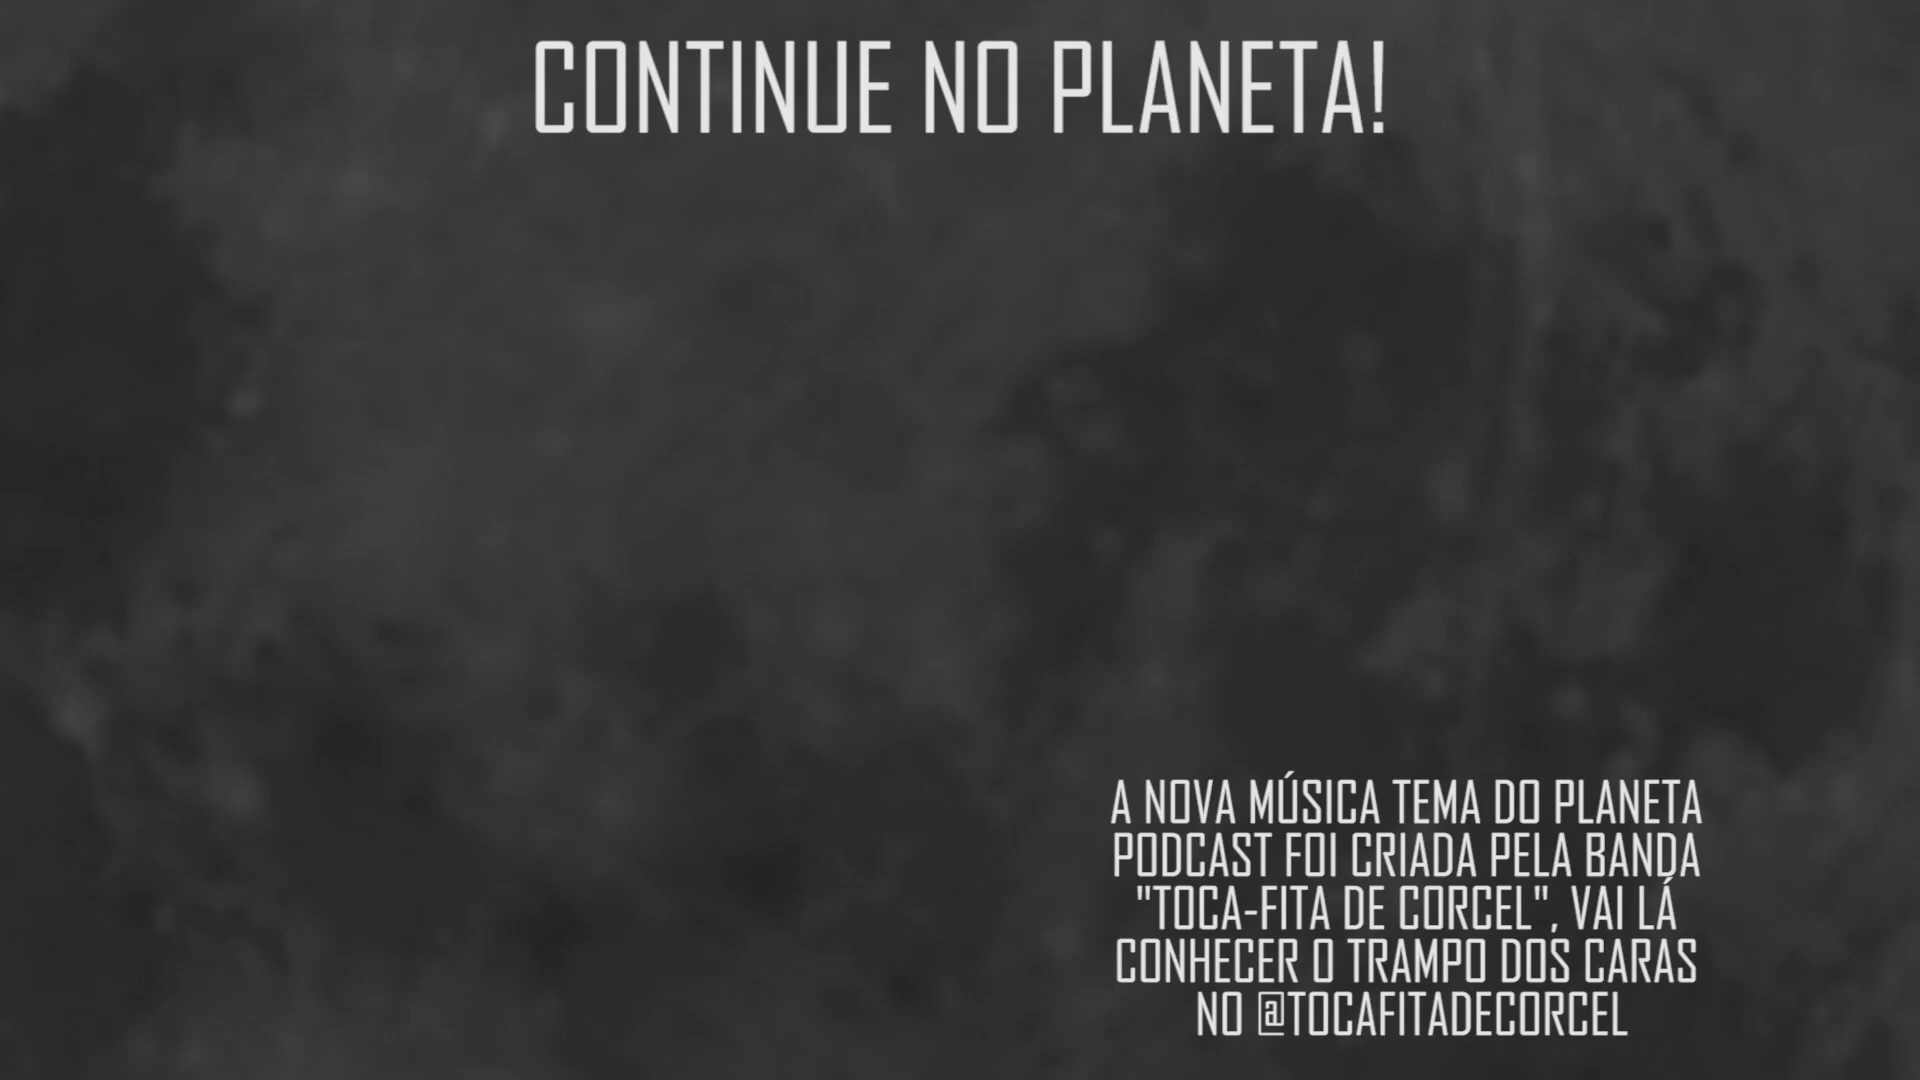 CONTINUE NO PLANETA!
A NOVA MÚSICA TEMA DO PLANETA
PODCAST FOI CRIADA PELA BANDA
"TOCA-FITA DE CORCEL", VAI LÁ
CONHECER O TRAMPO DOS CARAS
NO @TOCAFITADECORCEL